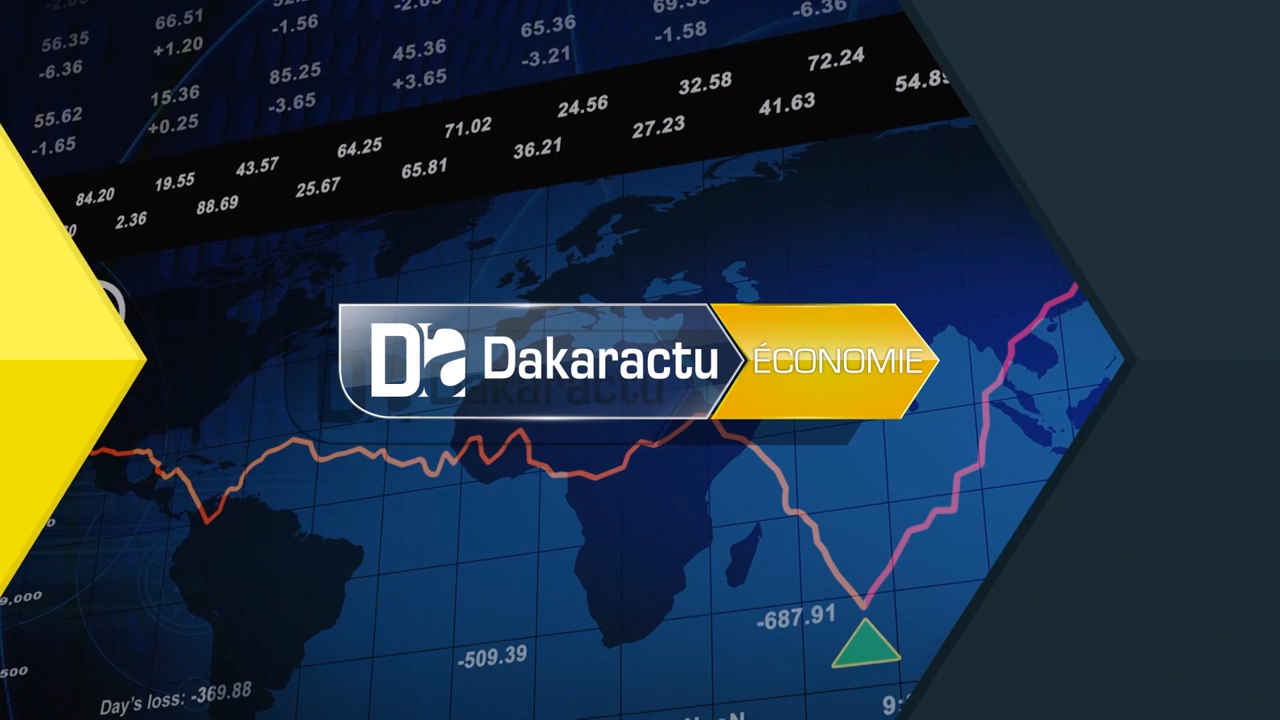 66.51 -1.56 65.36 -6.36
56.35 +1.20 45.36 -3.21 -1.58
-6.36 85.25 +3.65 72.24
55.62 15.36 -3.65 24.56 32.58
-1.65 +0.25 71.02 41.63
84.20 19.55 43.57 64.25 36.21 27.23
2.36 88.69 25.67 65.81
Da Dakaractu ÉCONOMIE
-687.91
-509.39
Day's loss: -369.88